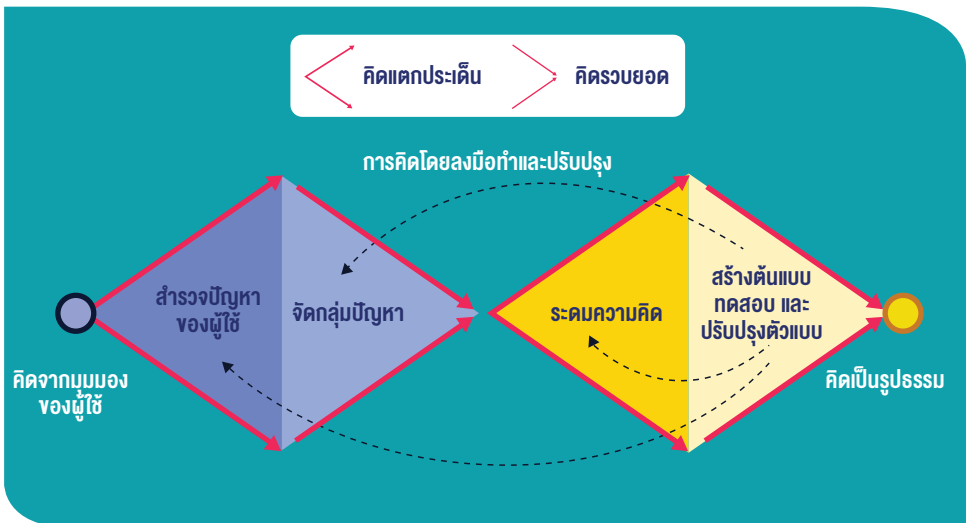 คิดแตกประเด็น
คิดรวบยอด
การคิดโดยลงมือทำและปรับปรุง
สำรวจปัญหา
ของผู้ใช้
จัดกลุ่มปัญหา
ระดมความคิด
สร้างต้นแบบ
ทดสอบ และ
ปรับปรุงตัวแบบ
คิดจากมุมมอง
ของผู้ใช้
คิดเป็นรูปธรรม